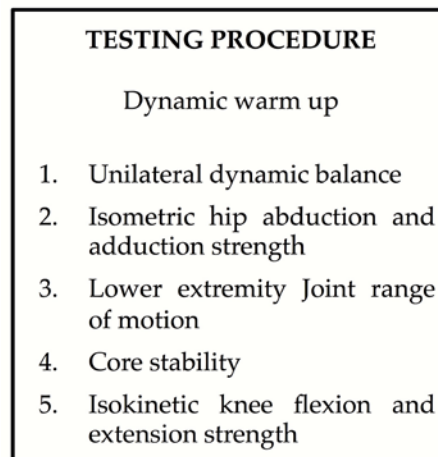 TESTING PROCEDURE
Dynamic warm up
1. Unilateral dynamic balance
2. Isometric hip abduction and
adduction strength
3. Lower extremity Joint range
of motion
4. Core stability
5. Isokinetic knee flexion and
extension strength